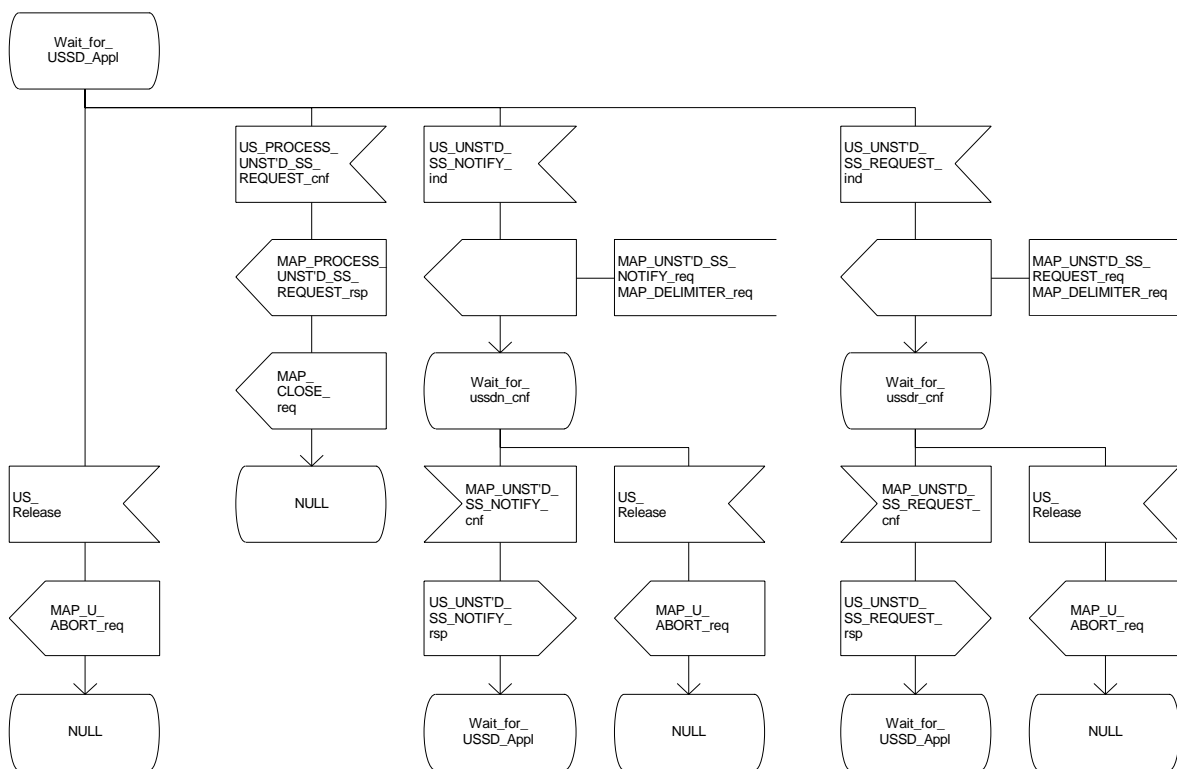 Wait_for_
USSD_Appl
US_PROCESS_
UNST'D_SS_
REQUEST_cnf
US_UNST'D_
SS_NOTIFY_
ind
US_UNST'D_
SS_REQUEST_
ind
MAP_PROCESS_
UNST'D_SS_
REQUEST_rsp
MAP_UNST'D_SS_
NOTIFY_req
MAP_DELIMITER_req
MAP_UNST'D_SS_
REQUEST_req
MAP_DELIMITER_req
MAP_
CLOSE_
req
Wait_for_
ussdn_cnf
Wait_for_
ussdr_cnf
US_
Release
NULL
MAP_UNST'D_
SS_NOTIFY_
cnf
US_
Release
MAP_UNST'D_
SS_REQUEST_
cnf
US_
Release
MAP_U_
ABORT_req
US_UNST'D_
SS_NOTIFY_
rsp
MAP_U_
ABORT_req
US_UNST'D_
SS_REQUEST_
rsp
MAP_U_
ABORT_req
NULL
Wait_for_
USSD_Appl
NULL
Wait_for_
USSD_Appl
NULL